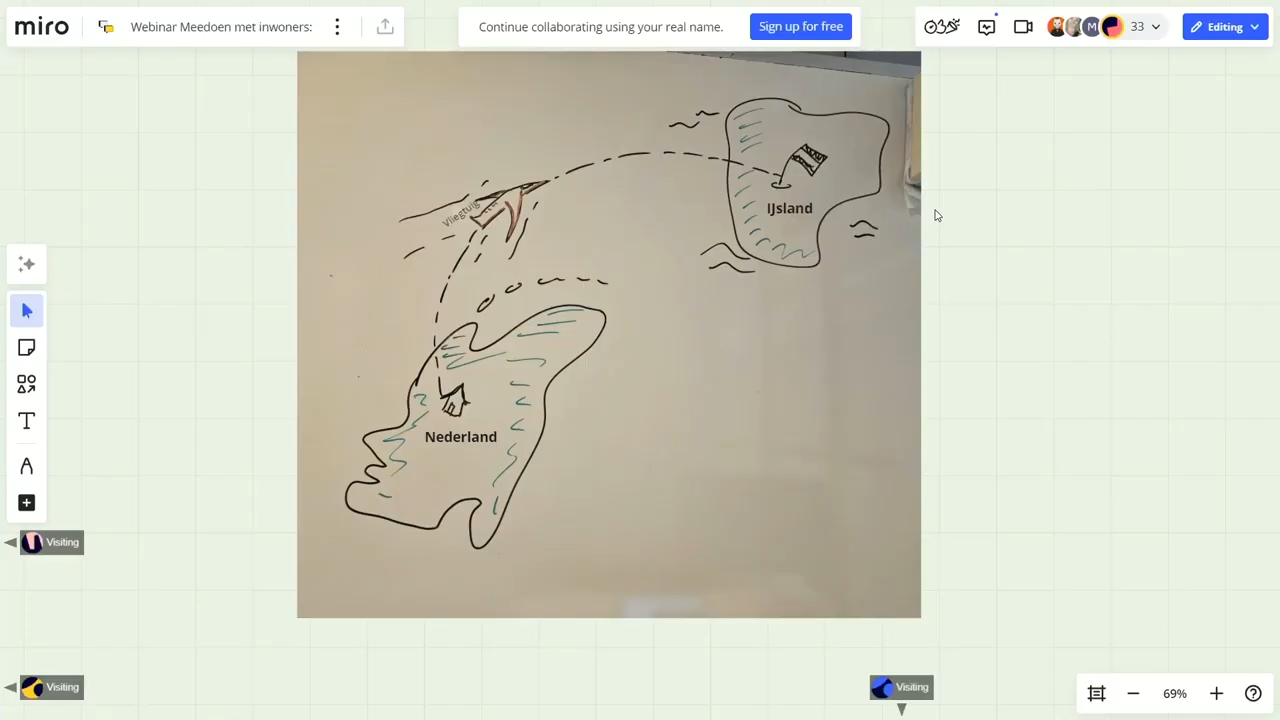 miro
Webinar Meedoen met inwoners:
Continue collaborating using your real name.
Sign up for free
M
33
Editing
Vliegtuig
IJsland
Nederland
T
Visiting
Visiting
Visiting
69%